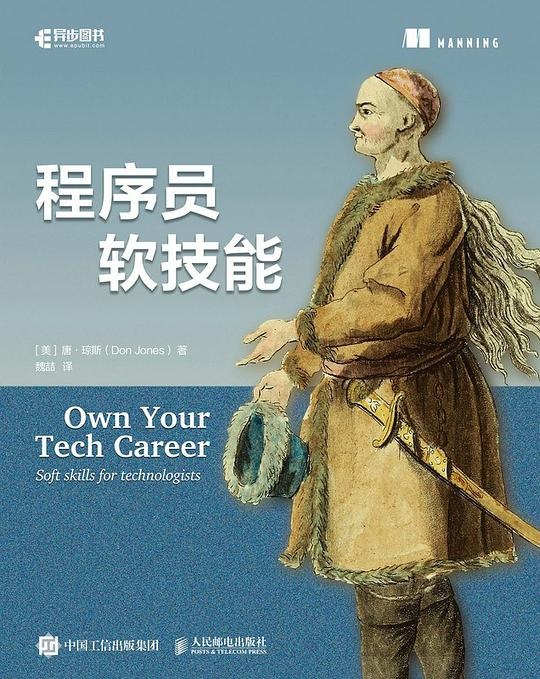 异步图书
www.epubit.com
MANNING
程序员
软技能
[美] 唐·琼斯（Don Jones）著
魏喆 译
Own Your
Tech Career
Soft skills for technologists
中国工信出版集团
人民邮电出版社
POSTS & TELECOM PRESS